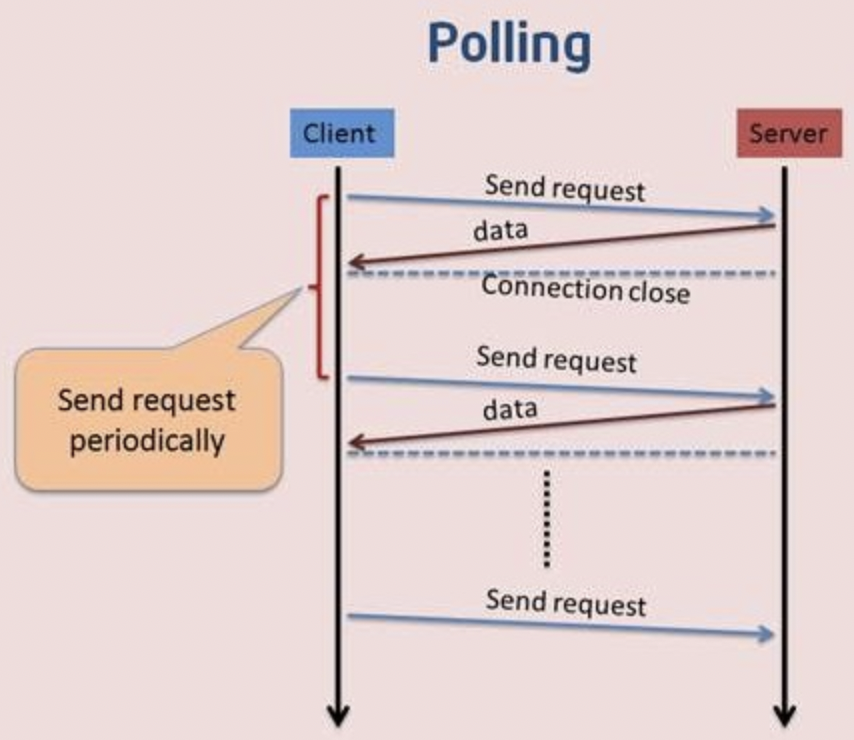 Polling
Client
Server
Send request
data
Connection close
Send request
periodically
Send request
data
Send request